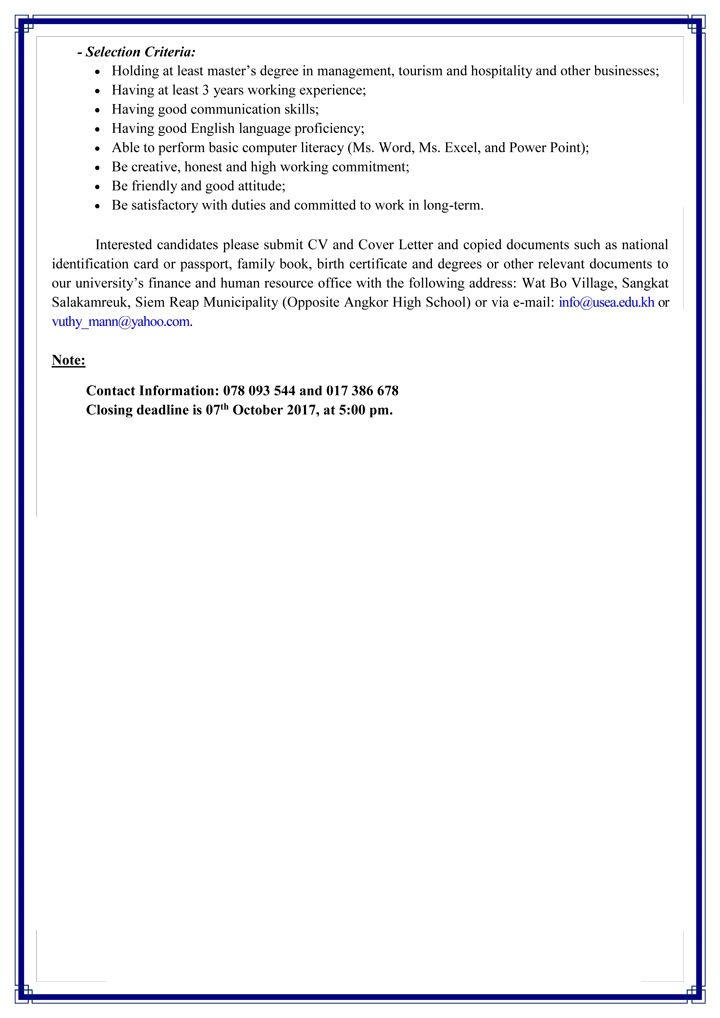 - Selection Criteria:
• Holding at least master’s degree in management, tourism and hospitality and other businesses;
• Having at least 3 years working experience;
• Having good communication skills;
• Having good English language proficiency;
• Able to perform basic computer literacy (Ms. Word, Ms. Excel, and Power Point);
• Be creative, honest and high working commitment;
• Be friendly and good attitude;
• Be satisfactory with duties and committed to work in long-term.
Interested candidates please submit CV and Cover Letter and copied documents such as national
identification card or passport, family book, birth certificate and degrees or other relevant documents to
our university’s finance and human resource office with the following address: Wat Bo Village, Sangkat
Salakamreuk, Siem Reap Municipality (Opposite Angkor High School) or via e-mail: info@usea.edu.kh or
vuthy_mann@yahoo.com.
Note:
Contact Information: 078 093 544 and 017 386 678
Closing deadline is 07th October 2017, at 5:00 pm.